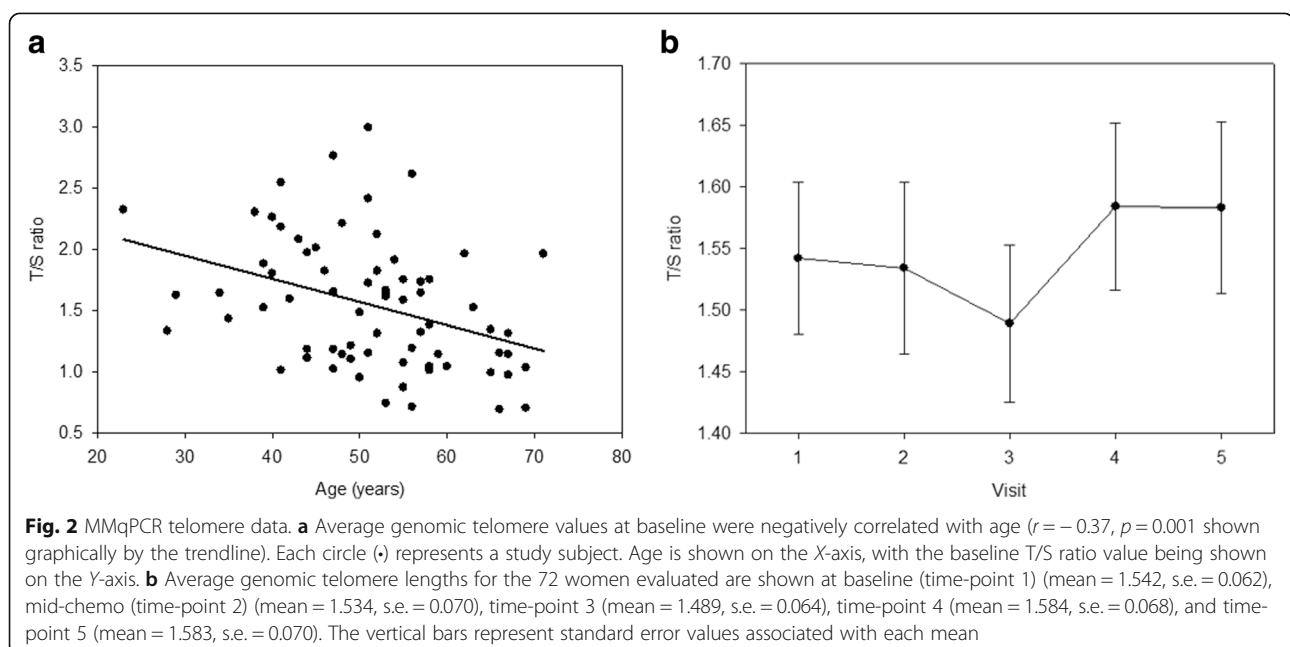 a
3.5
3.0
2.5
2.0
1.5
1.0
0.5
T/S ratio
20 30 40 50 60 70 80
Age (years)
b
1.70
1.65
1.60
1.55
1.50
1.45
1.40
T/S ratio
1 2 3 4 5
Visit
Fig. 2 MMqPCR telomere data. a Average genomic telomere values at baseline were negatively correlated with age (r = − 0.37, p = 0.001 shown
graphically by the trendline). Each circle (•) represents a study subject. Age is shown on the X-axis, with the baseline T/S ratio value being shown
on the Y-axis. b Average genomic telomere lengths for the 72 women evaluated are shown at baseline (time-point 1) (mean = 1.542, s.e. = 0.062),
mid-chemo (time-point 2) (mean = 1.534, s.e. = 0.070), time-point 3 (mean = 1.489, s.e. = 0.064), time-point 4 (mean = 1.584, s.e. = 0.068), and time-
point 5 (mean = 1.583, s.e. = 0.070). The vertical bars represent standard error values associated with each mean